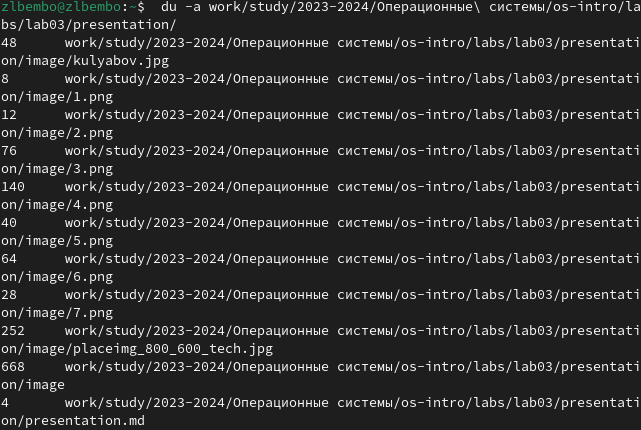 zlbembo@zlbembo:~$  du -a work/study/2023-2024/Операционные\ системы/os-intro/la
bs/lab03/presentation/
48      work/study/2023-2024/Операционные системы/os-intro/labs/lab03/presentati
on/image/kulyabov.jpg
8       work/study/2023-2024/Операционные системы/os-intro/labs/lab03/presentati
on/image/1.png
12      work/study/2023-2024/Операционные системы/os-intro/labs/lab03/presentati
on/image/2.png
76      work/study/2023-2024/Операционные системы/os-intro/labs/lab03/presentati
on/image/3.png
140     work/study/2023-2024/Операционные системы/os-intro/labs/lab03/presentati
on/image/4.png
40      work/study/2023-2024/Операционные системы/os-intro/labs/lab03/presentati
on/image/5.png
64      work/study/2023-2024/Операционные системы/os-intro/labs/lab03/presentati
on/image/6.png
28      work/study/2023-2024/Операционные системы/os-intro/labs/lab03/presentati
on/image/7.png
252     work/study/2023-2024/Операционные системы/os-intro/labs/lab03/presentati
on/image/placeimg_800_600_tech.jpg
668     work/study/2023-2024/Операционные системы/os-intro/labs/lab03/presentati
on/image
4       work/study/2023-2024/Операционные системы/os-intro/labs/lab03/presentati
on/presentation.md